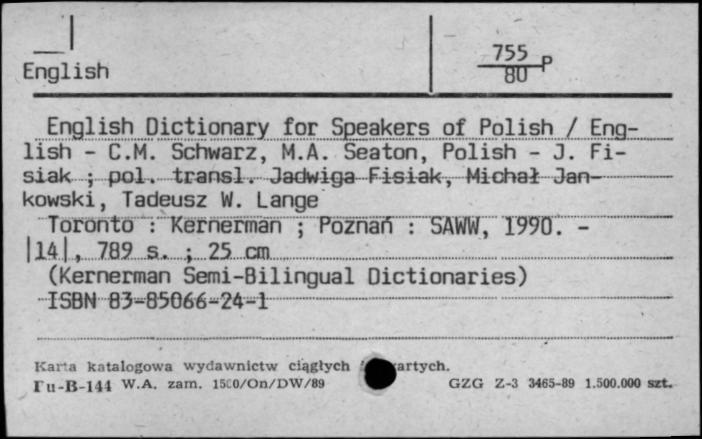 English
755
80 P
English Dictionary for Speakers of Polish / Eng-
lish - C.M. Schwarz, M.A. Seaton, Polish - J. Fi-
siak ; pol. transl. Jadwiga Fisiak, Michał Jan-
kowski, Tadeusz W. Lange
Toronto : Kernerman ; Poznań : SAWW, 1990. -
|14|, 789 s. ; 25 cm
(Kernerman Semi-Bilingual Dictionaries)
ISBN 83-85066-24-1
Karta katalogowa wydawnictw ciągłych artych.
Pu-B-144 W.A. zam. 1500/On/DW/89 GZG Z-3 3465-89 1.500.000 szt.